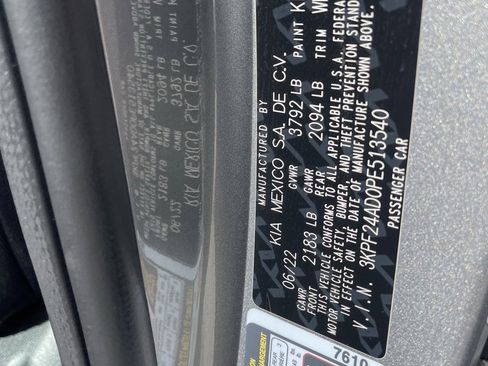 MANUFACTURED BY
KIA MEXICO S.A. DE C.V.
06/22 GVWR 3792 LB PAINT K
GAWR FRONT 2183 LB GAWR REAR 2094 LB TRIM
THIS VEHICLE CONFORMS TO ALL APPLICABLE U.S.A. FEDERAL
MOTOR VEHICLE SAFETY, BUMPER, AND THEFT PREVENTION STANDARDS
IN EFFECT ON THE DATE OF MANUFACTURE SHOWN ABOVE.
V.I.N. 3KPF24AD0PE513540
PASSENGER CAR
7610